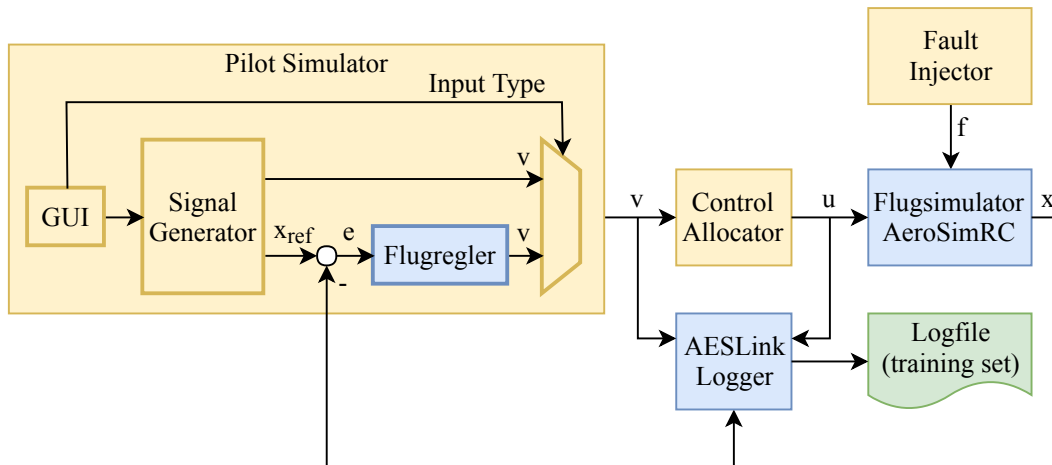 Pilot Simulator
Input Type
Fault
Injector
f
GUI
Signal
Generator
v
x_ref
e
-
Flugregler
v
v
Control
Allocator
u
Flugsimulator
AeroSimRC
x
AESLink
Logger
Logfile
(training set)